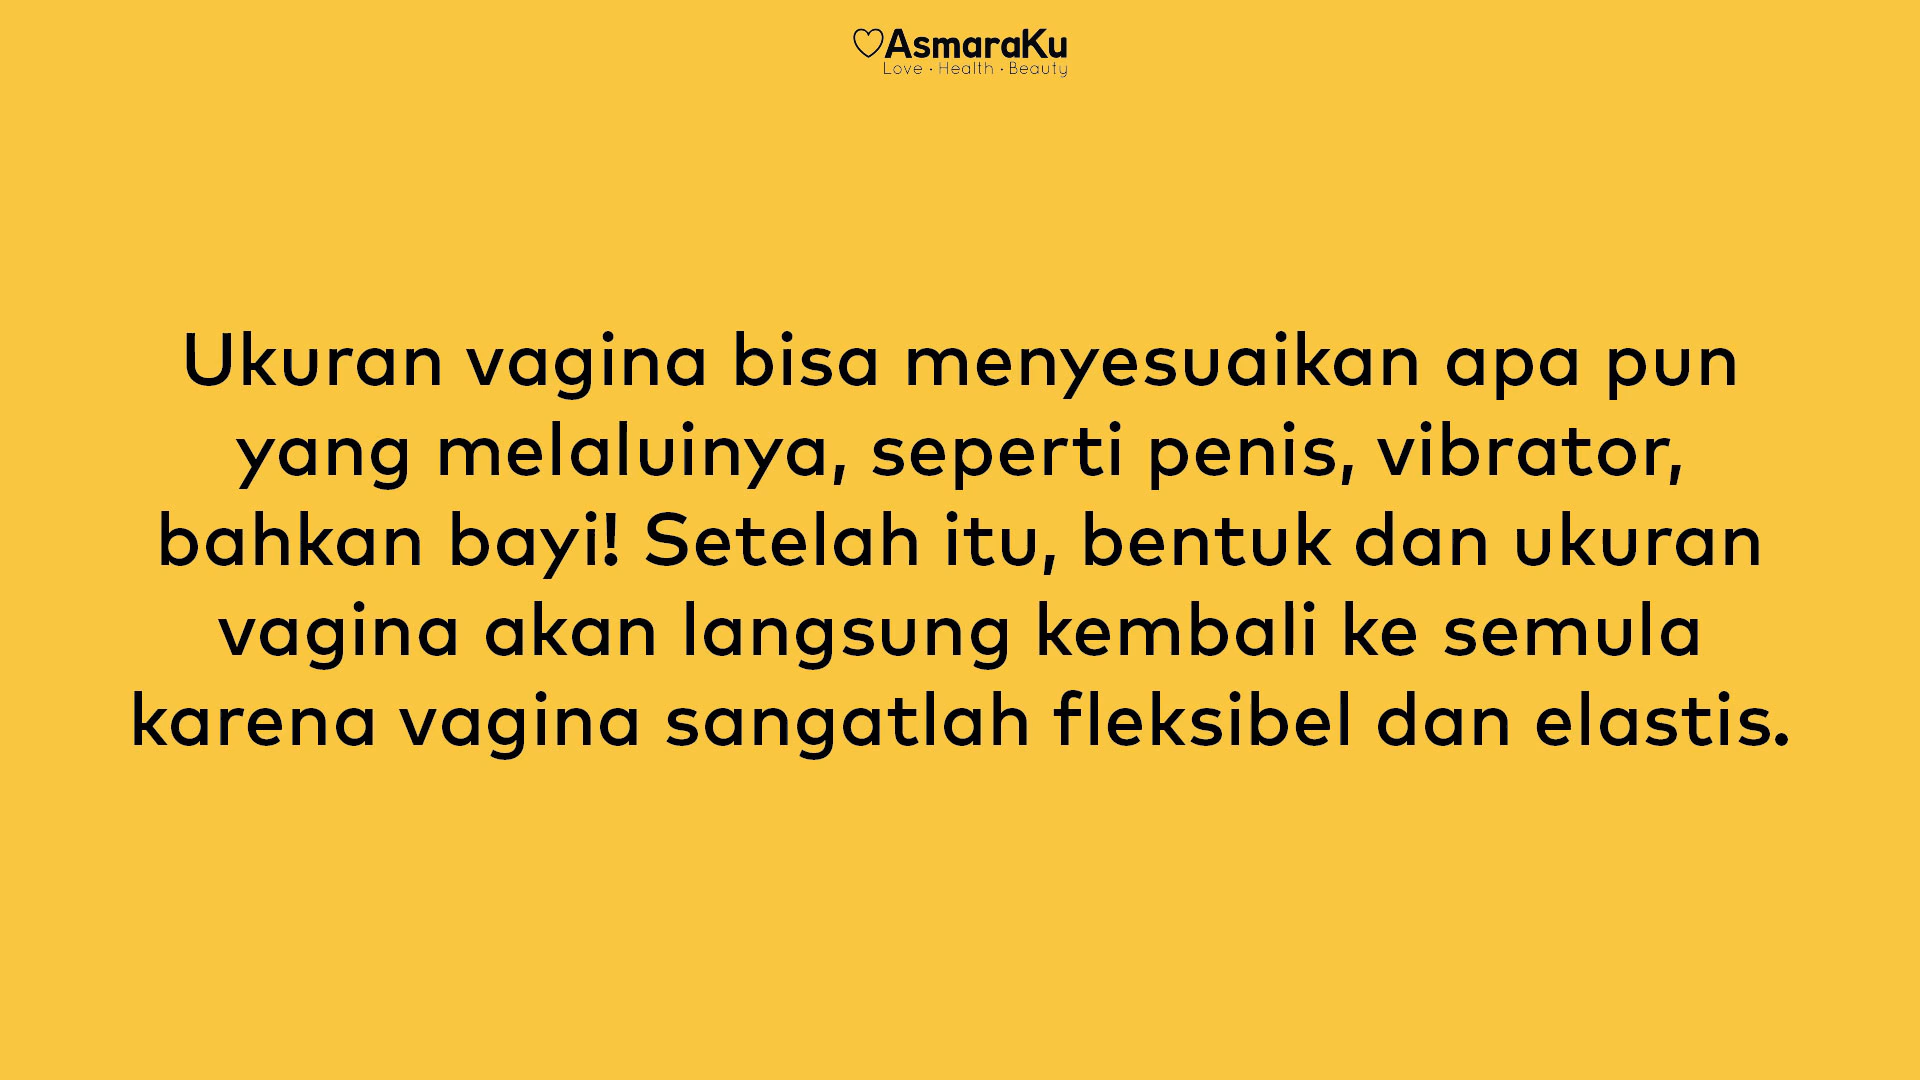 AsmaraKu
Love · Health · Beauty
Ukuran vagina bisa menyesuaikan apa pun
yang melaluinya, seperti penis, vibrator,
bahkan bayi! Setelah itu, bentuk dan ukuran
vagina akan langsung kembali ke semula
karena vagina sangatlah fleksibel dan elastis.